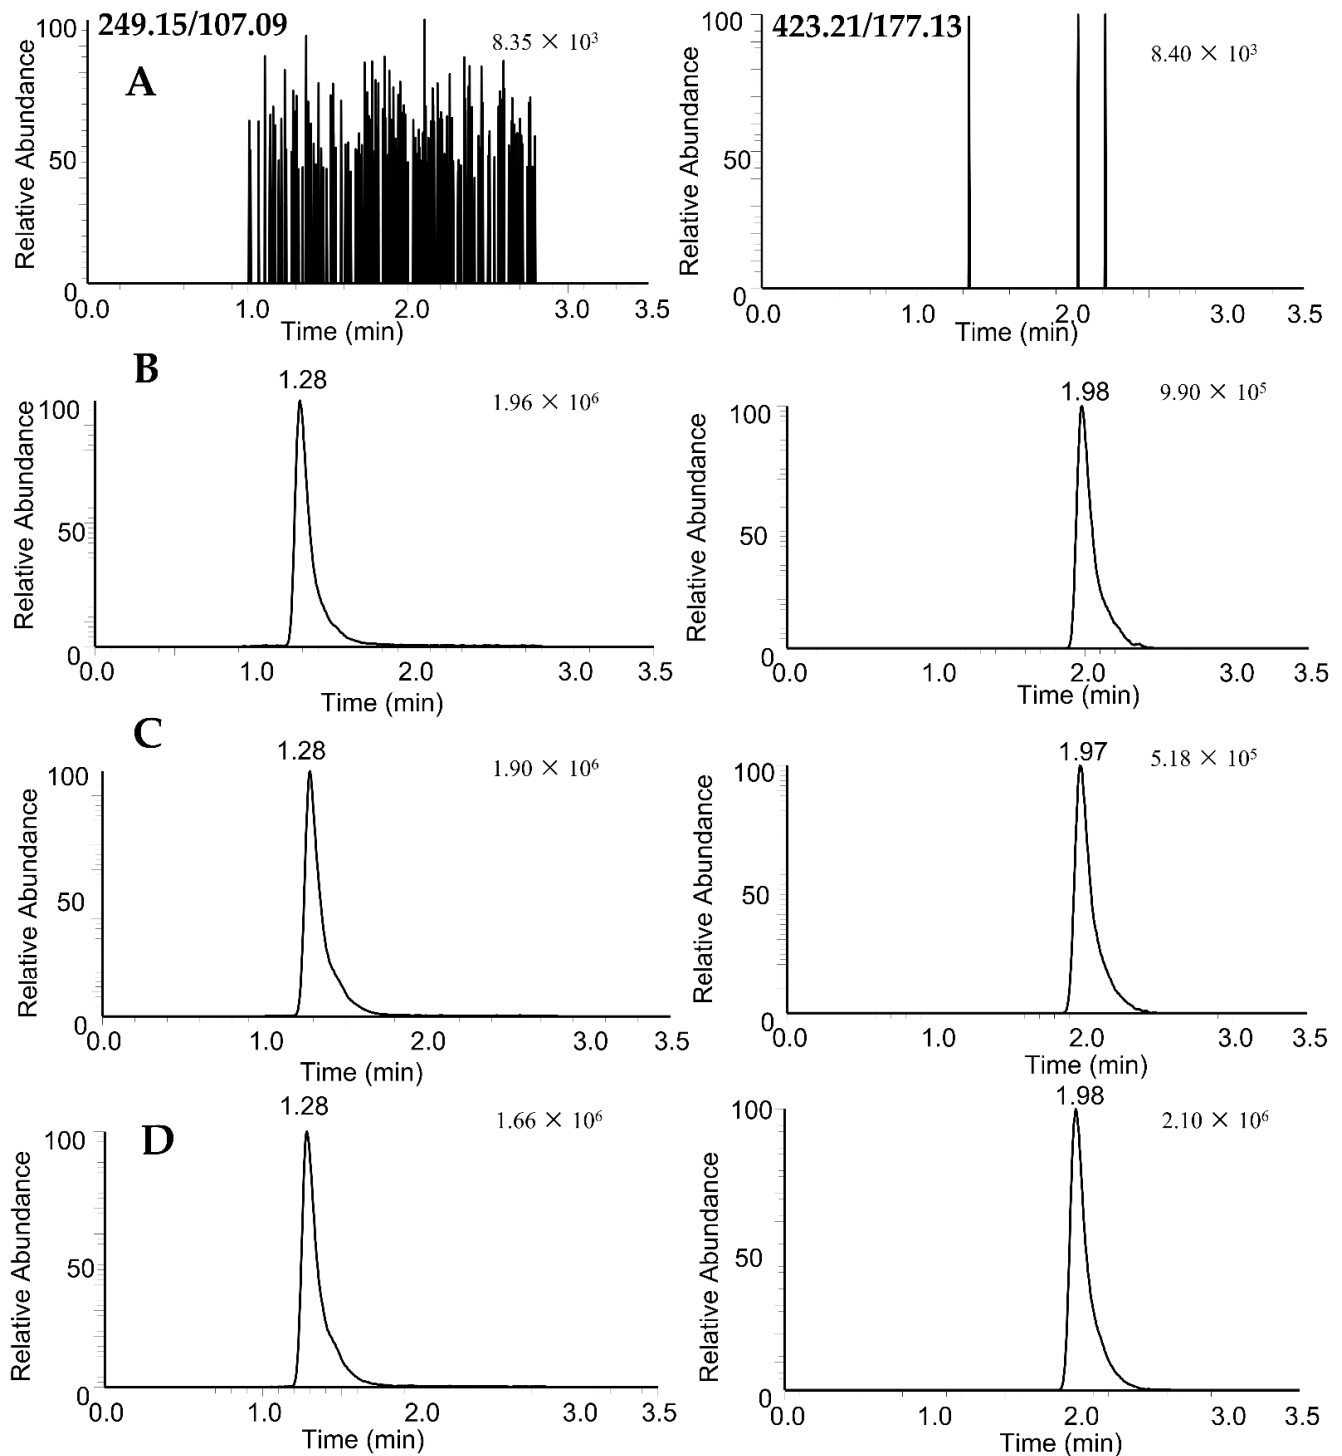 249.15/107.09
8.35 × 10³
A
100
50
0
Relative Abundance
0.0 1.0 2.0 3.0 3.5
Time (min)
423.21/177.13
8.40 × 10³
100
50
0
Relative Abundance
0.0 1.0 2.0 3.0 3.5
Time (min)
B
1.28
1.96 × 10⁶
100
50
0
Relative Abundance
0.0 1.0 2.0 3.0 3.5
Time (min)
1.98
9.90 × 10⁵
100
50
0
Relative Abundance
0.0 1.0 2.0 3.0 3.5
Time (min)
C
1.28
1.90 × 10⁶
100
50
0
Relative Abundance
0.0 1.0 2.0 3.0 3.5
Time (min)
1.97
5.18 × 10⁵
100
50
0
Relative Abundance
0.0 1.0 2.0 3.0 3.5
Time (min)
D
1.28
1.66 × 10⁶
100
50
0
Relative Abundance
0.0 1.0 2.0 3.0 3.5
Time (min)
1.98
2.10 × 10⁶
100
50
0
Relative Abundance
0.0 1.0 2.0 3.0 3.5
Time (min)